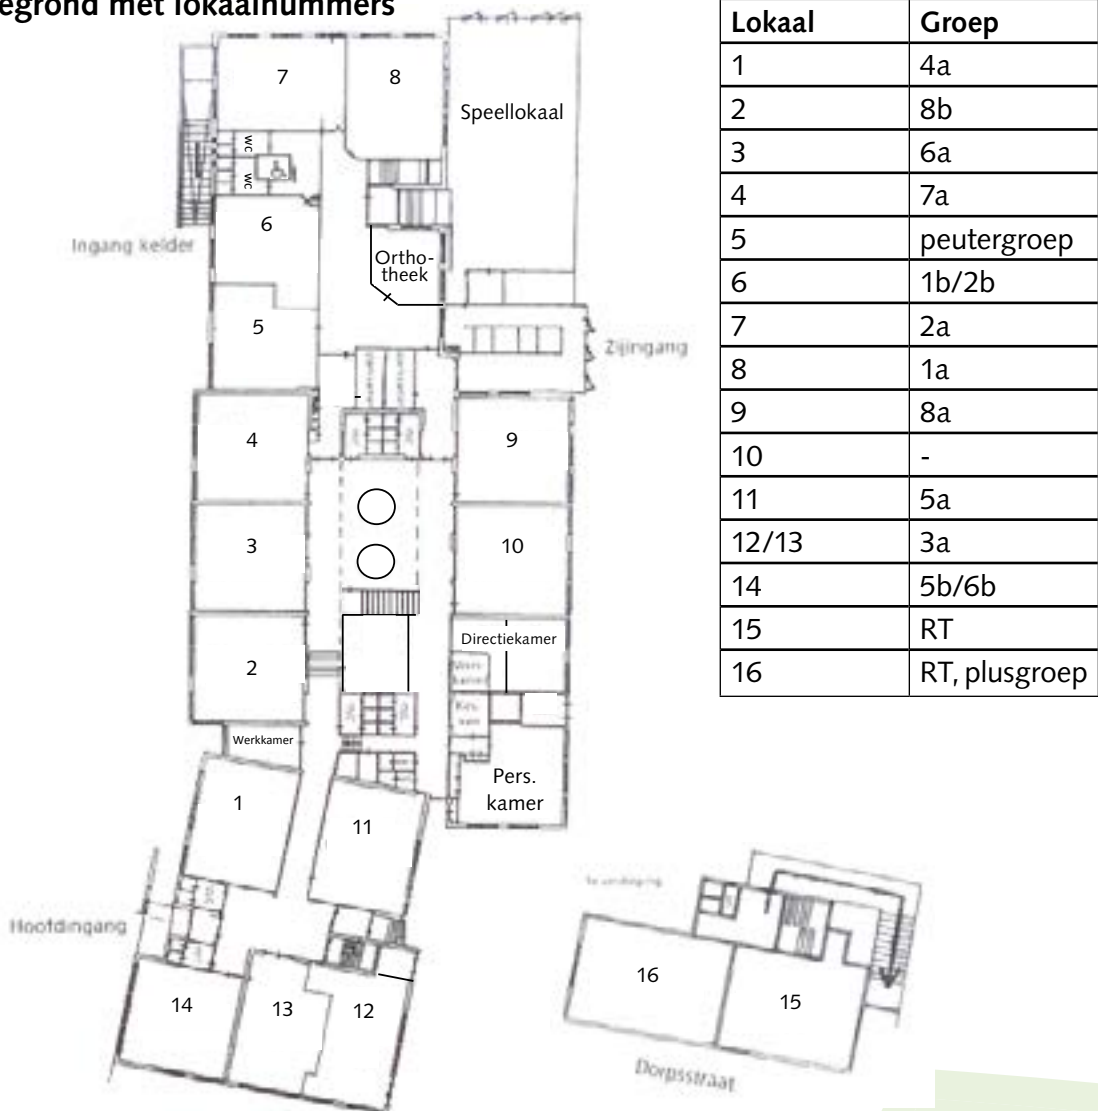 egrond met lokaalnummers
7
8
Speellokaal
WC
WC
6
Ingang kelder
Ortho-
theek
5
Zijingang
4
9
3
10
Directiekamer
2
Werkkamer
Pers.
kamer
1
11
Hoofdingang
14
13
12
16
15
Dorpsstraat
Lokaal Groep
1 4a
2 8b
3 6a
4 7a
5 peutergroep
6 1b/2b
7 2a
8 1a
9 8a
10 -
11 5a
12/13 3a
14 5b/6b
15 RT
16 RT, plusgroep